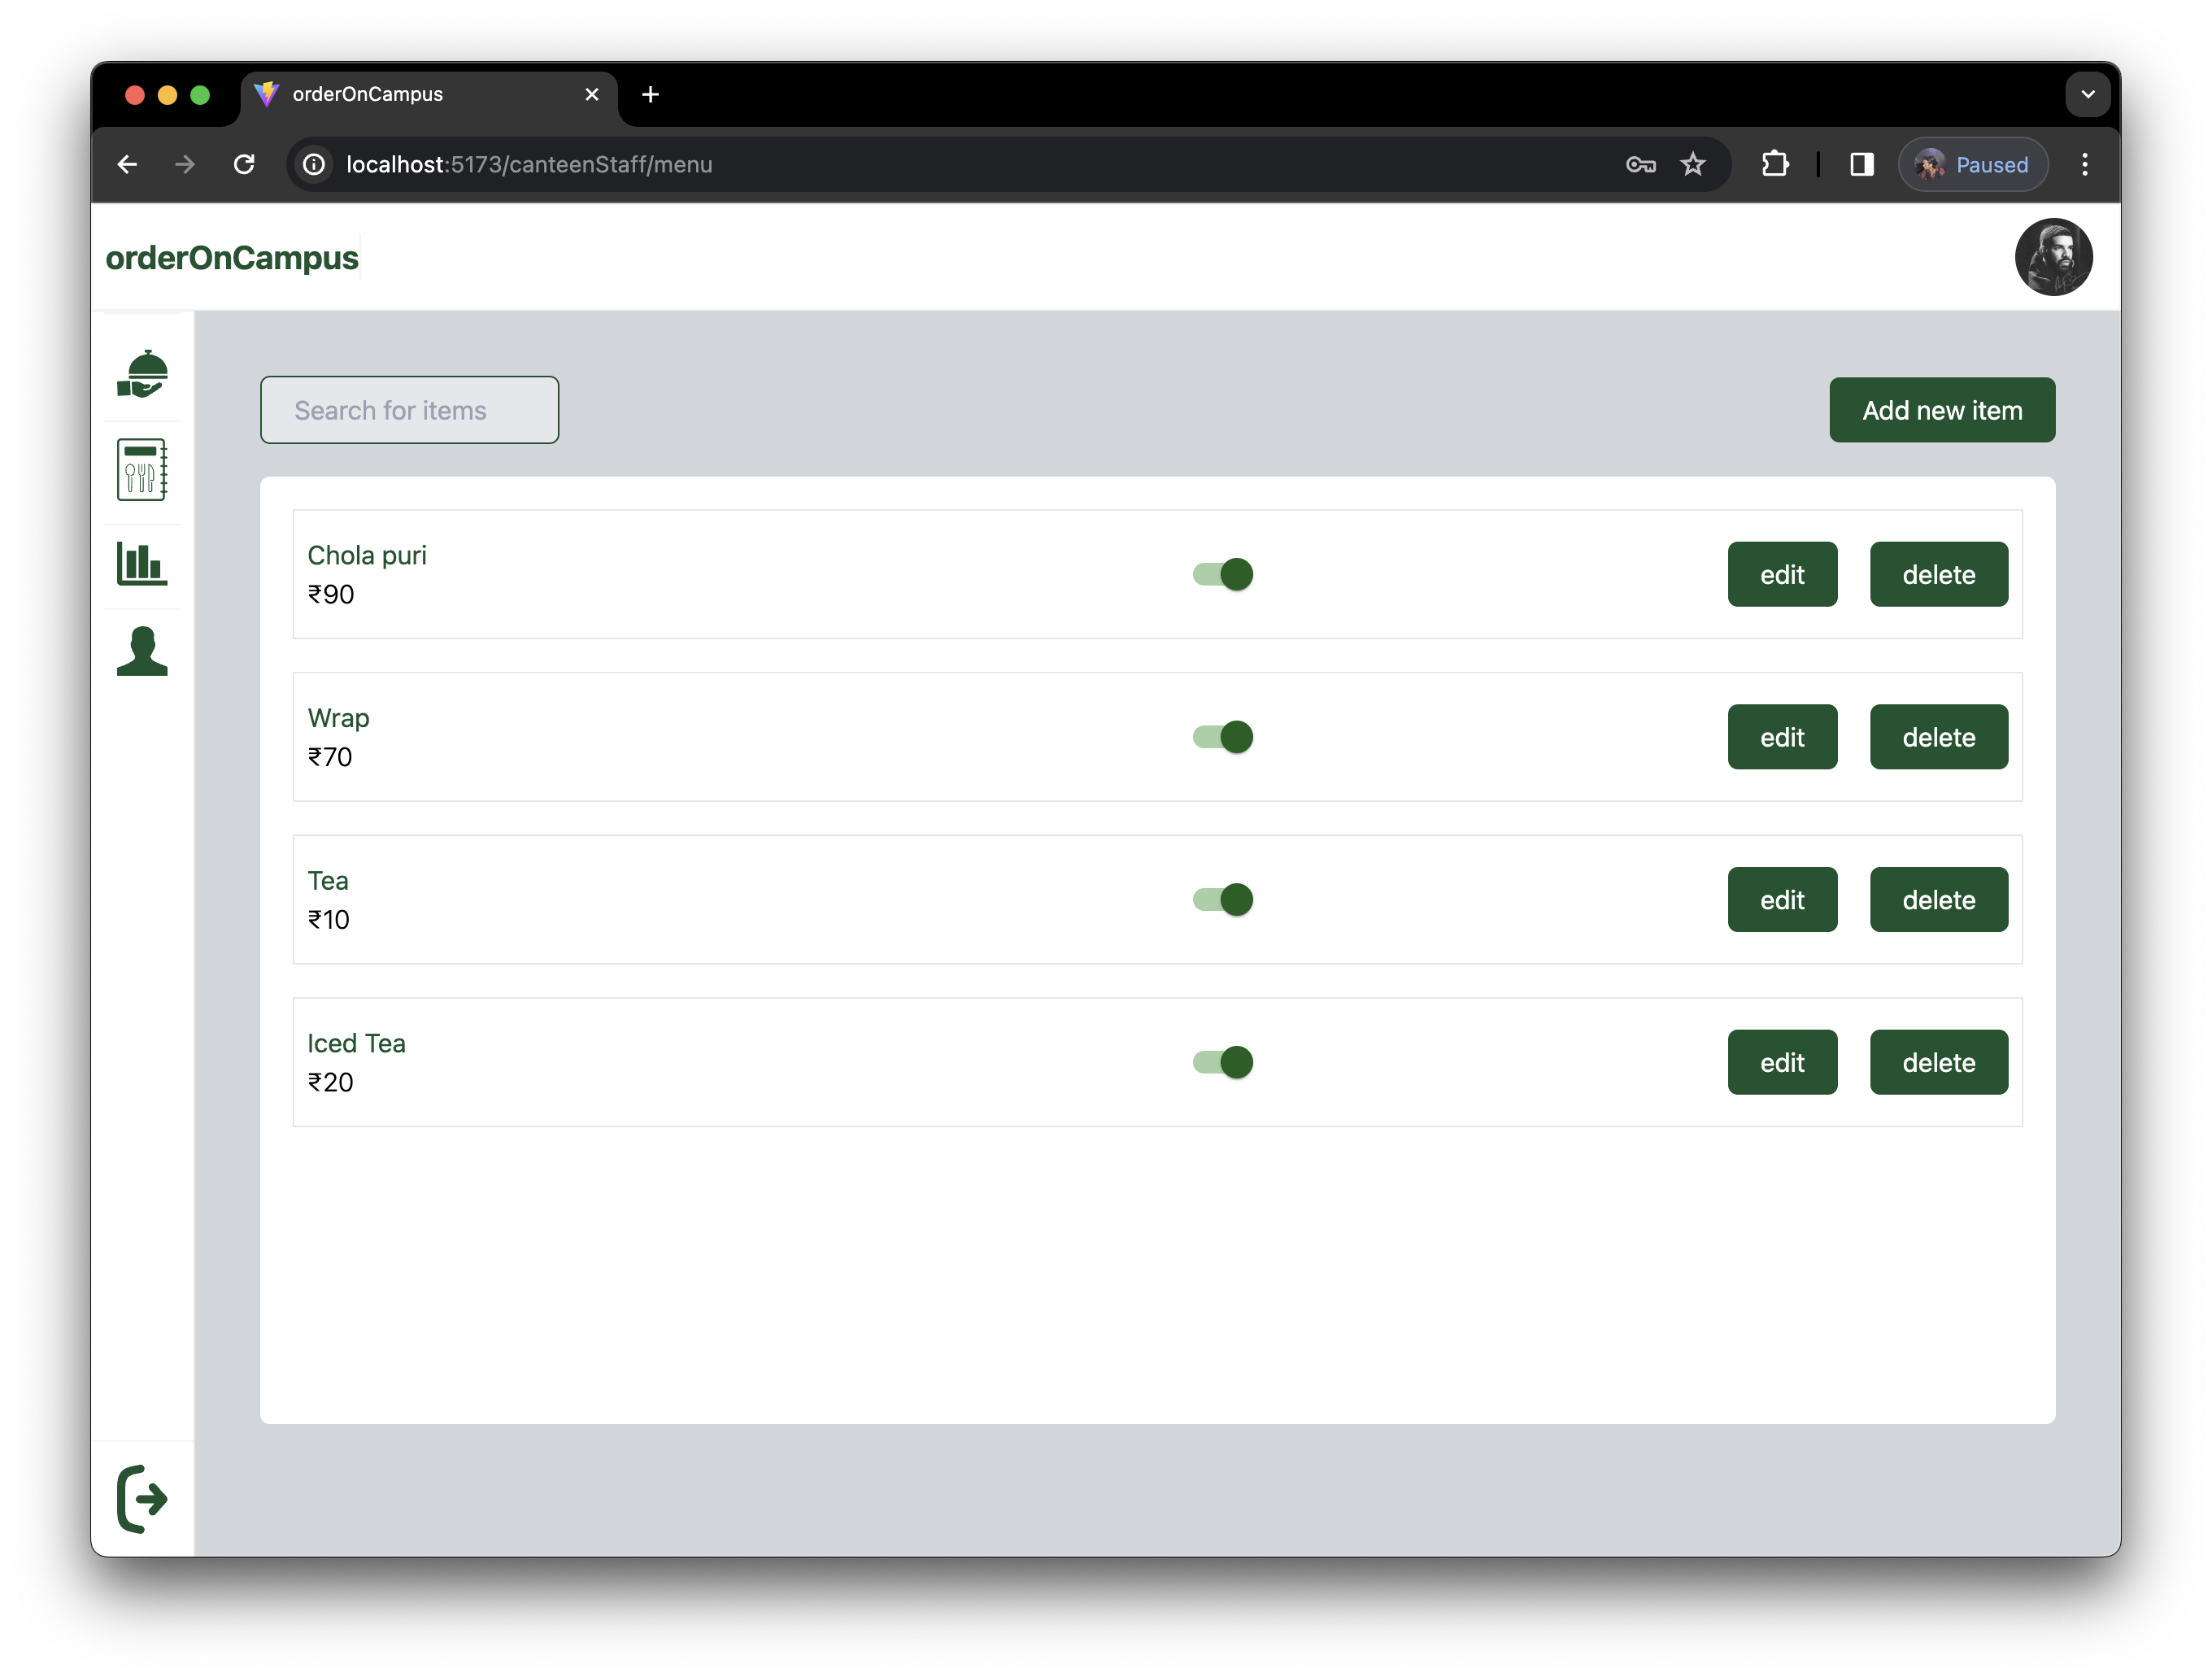 orderOnCampus
localhost:5173/canteenStaff/menu
Paused
orderOnCampus
Search for items
Add new item
Chola puri
₹90
edit
delete
Wrap
₹70
edit
delete
Tea
₹10
edit
delete
Iced Tea
₹20
edit
delete